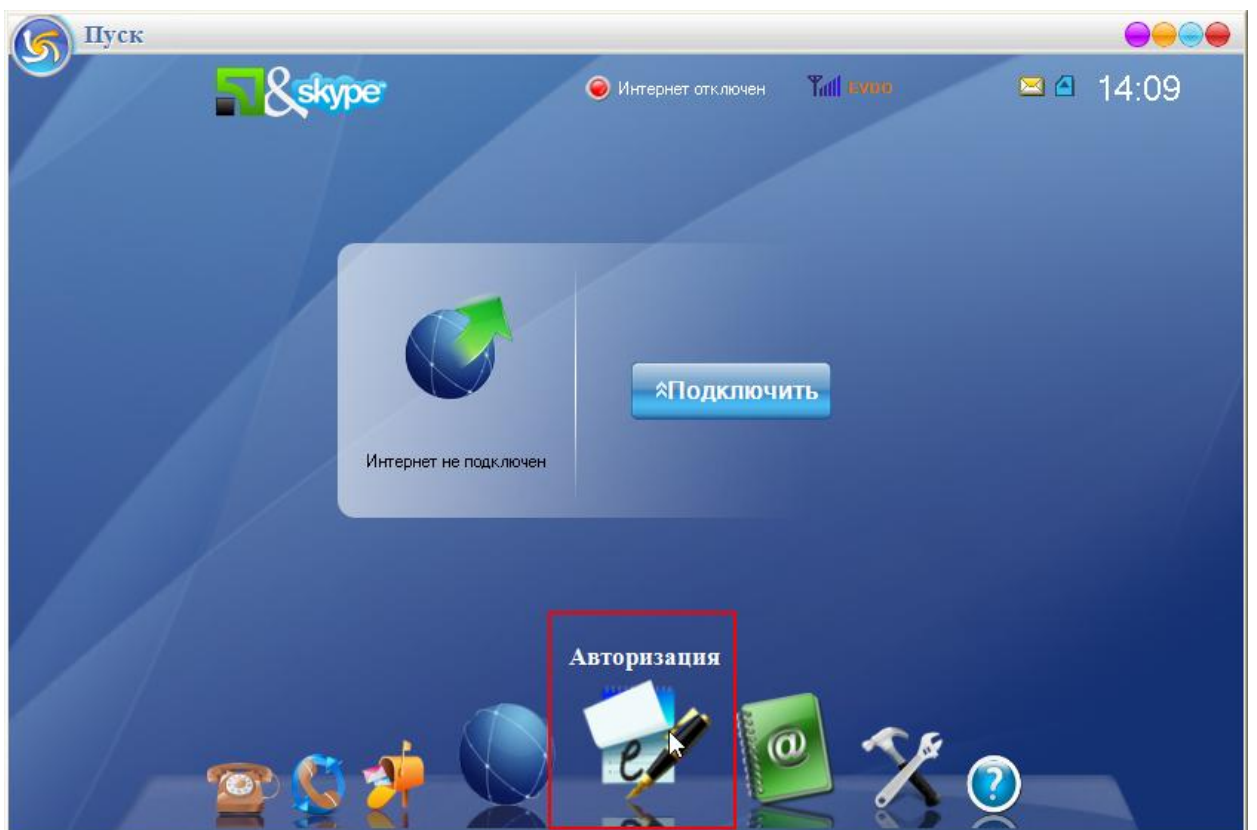 Пуск
& skype
Интернет отключен
EVDO
14:09
Подключить
Интернет не подключен
Авторизация
e
@
?